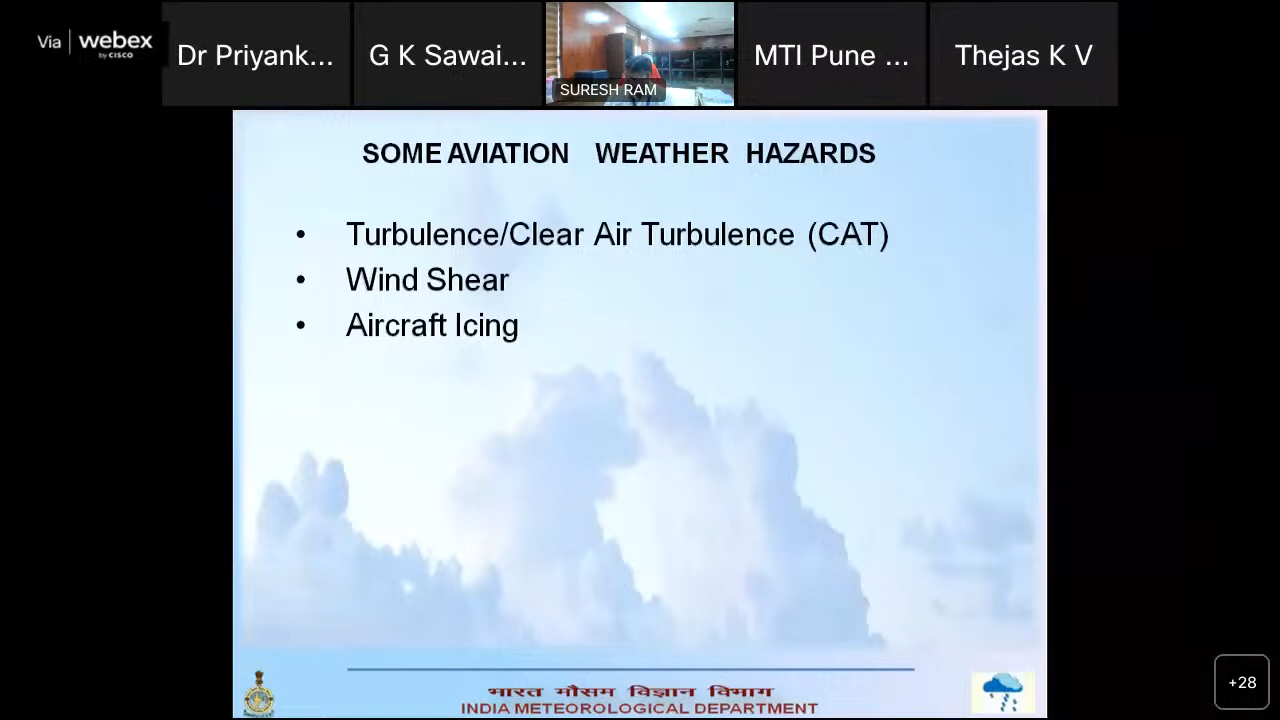 Via webex
by CISCO
Dr Priyank...
G K Sawai...
SURESH RAM
MTI Pune ...
Thejas K V
SOME AVIATION WEATHER HAZARDS
• Turbulence/Clear Air Turbulence (CAT)
• Wind Shear
• Aircraft Icing
भारत मौसम विज्ञान विभाग
INDIA METEOROLOGICAL DEPARTMENT
+28